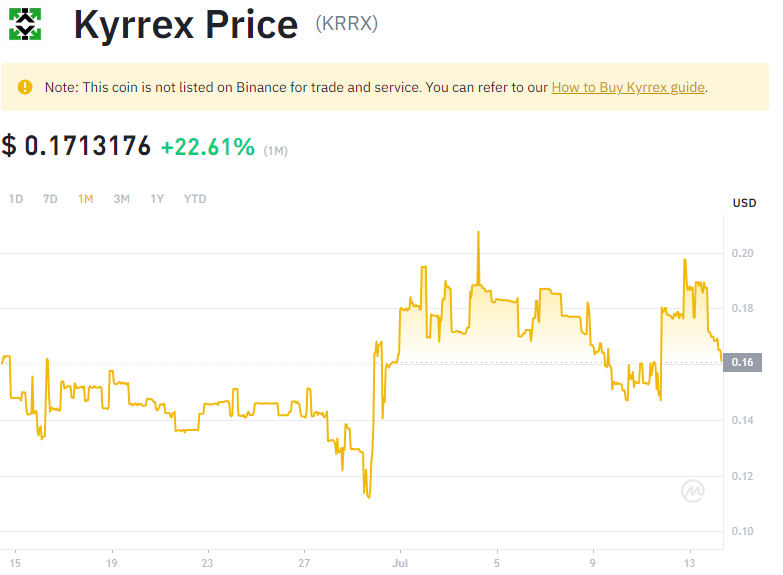 Kyrrex Price (KRRX)
Note: This coin is not listed on Binance for trade and service. You can refer to our How to Buy Kyrrex guide.
$ 0.1713176 +22.61% (1M)
1D 7D 1M 3M 1Y YTD
USD
0.20
0.18
0.16
0.14
0.12
0.10
15 19 23 27 Jul 5 9 13